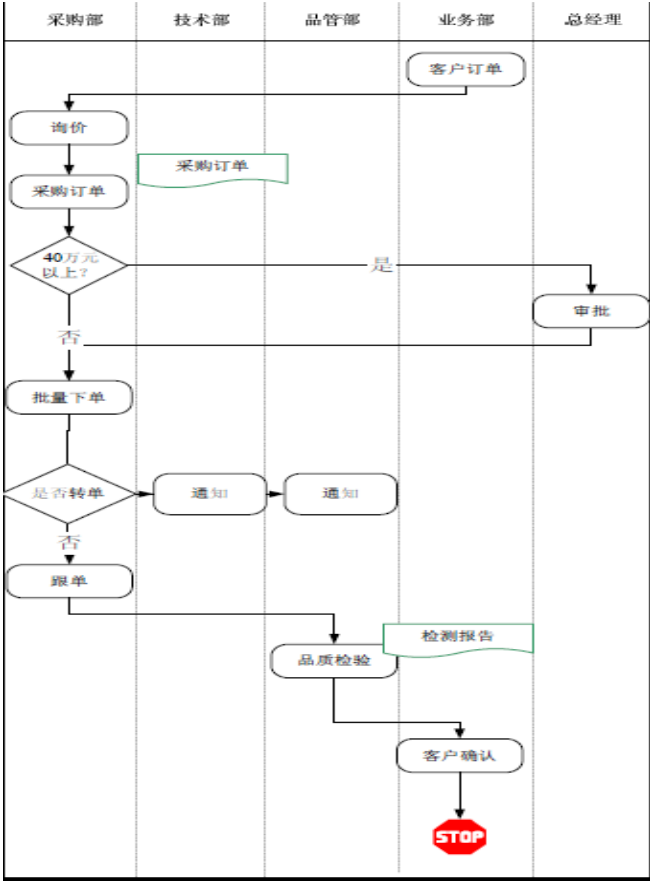 采购部 技术部 品管部 业务部 总经理
客户订单
询价
采购订单
采购订单
40万元
以上?
是
审批
否
批量下单
是否转单
通知
通知
否
跟单
检测报告
品质检验
客户确认
STOP